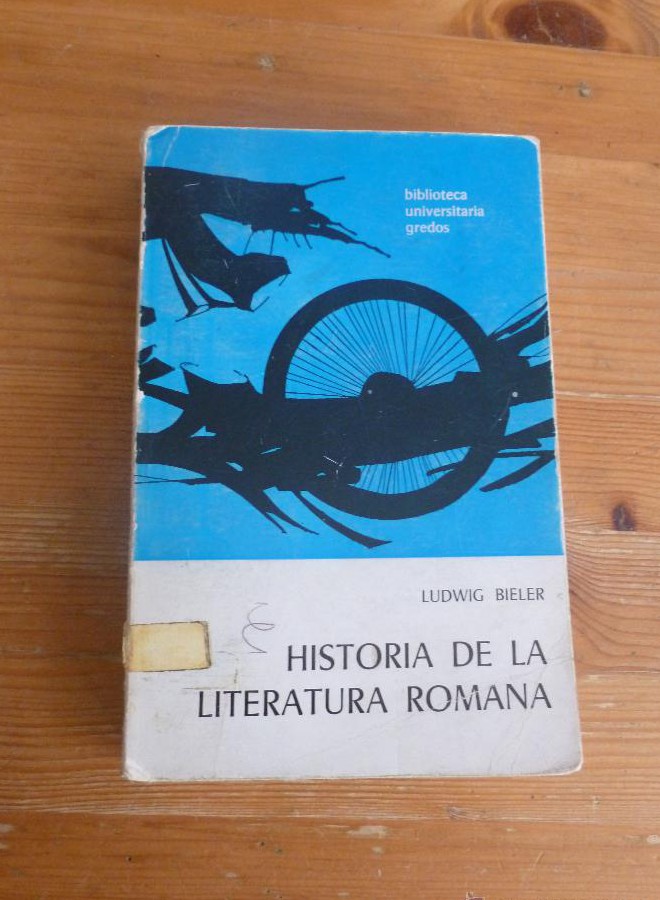 biblioteca
universitaria
gredos
LUDWIG BIELER
HISTORIA DE LA
LITERATURA ROMANA